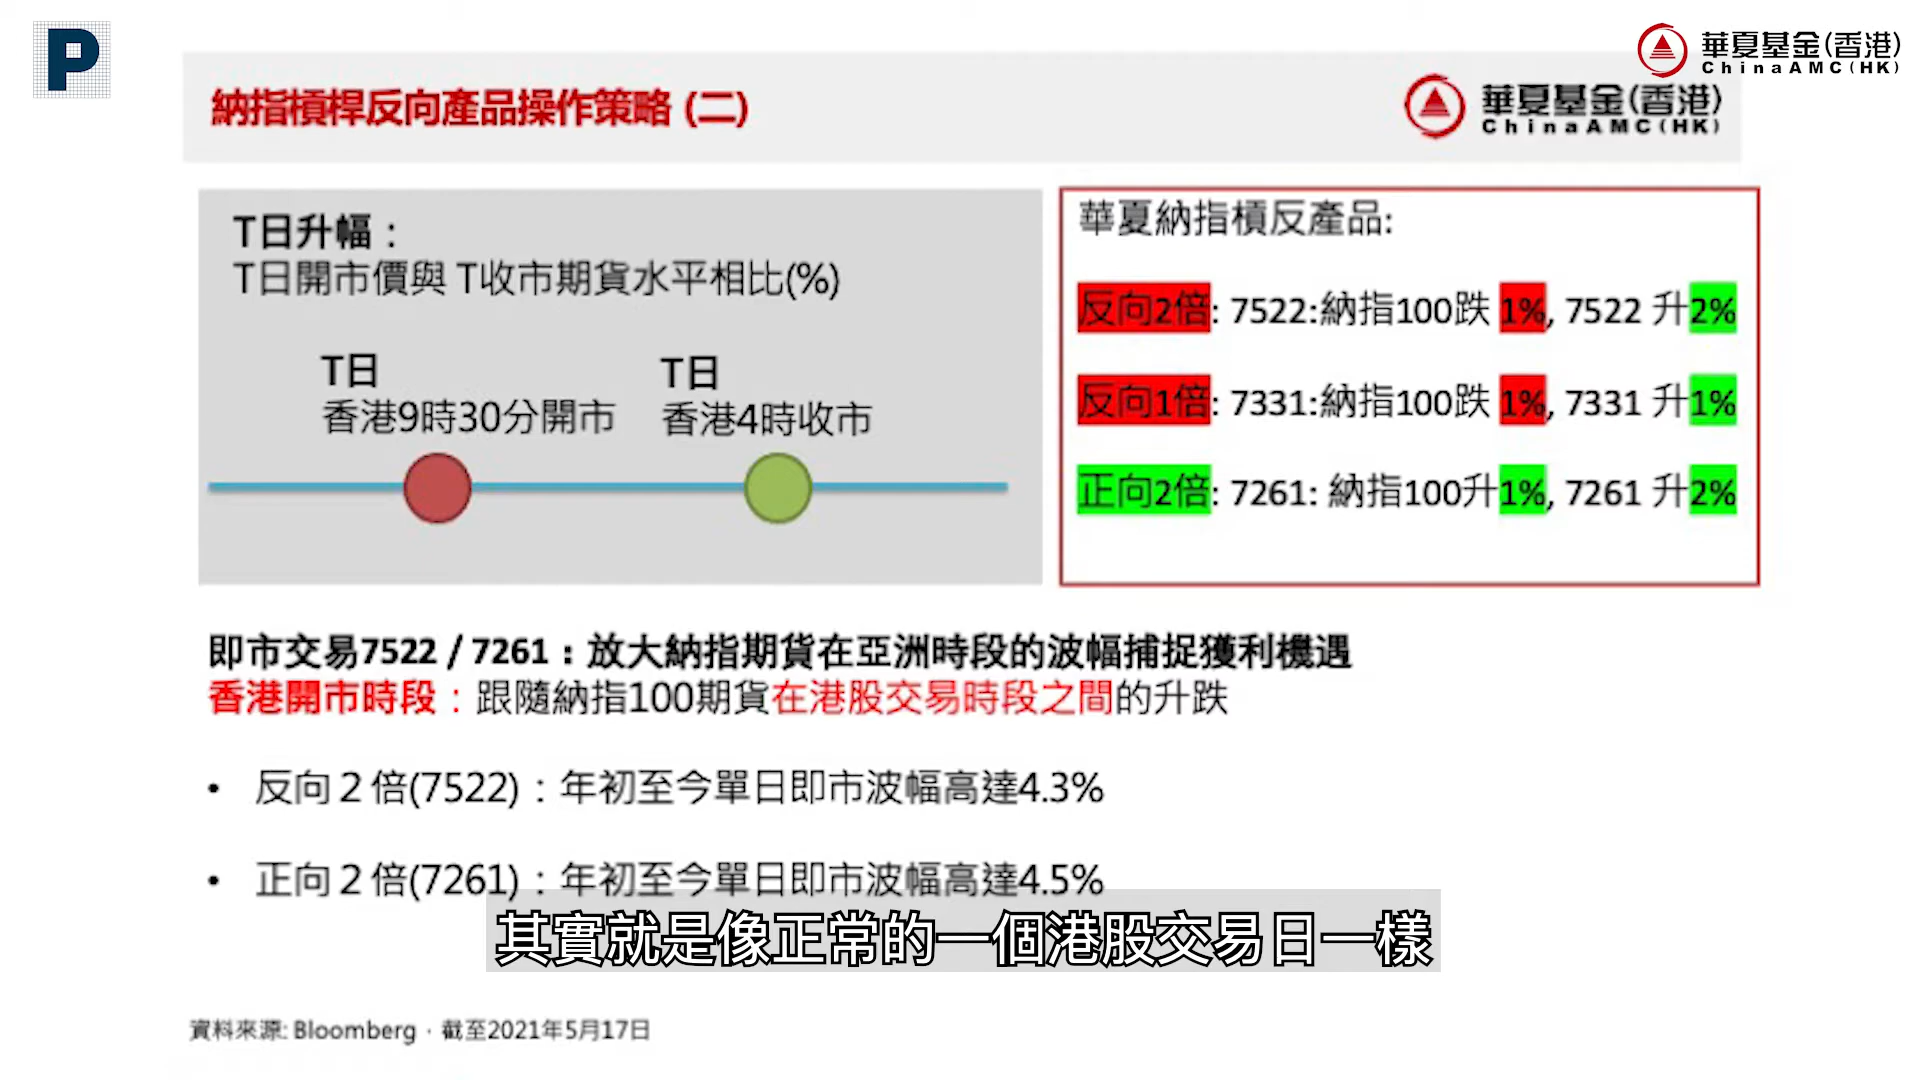 P
華夏基金(香港)
ChinaAMC(HK)
納指槓桿反向產品操作策略 (二)
華夏基金(香港)
ChinaAMC(HK)
T日升幅：
T日開市價與 T收市期貨水平相比(%)
T日
香港9時30分開市
T日
香港4時收市
華夏納指槓反產品:
反向2倍: 7522:納指100跌 1%, 7522 升2%
反向1倍: 7331:納指100跌 1%, 7331 升1%
正向2倍: 7261: 納指100升1%, 7261 升2%
即市交易7522 / 7261：放大納指期貨在亞洲時段的波幅捕捉獲利機遇
香港開市時段：跟隨納指100期貨在港股交易時段之間的升跌
• 反向２倍(7522)：年初至今單日即市波幅高達4.3%
• 正向２倍(7261)：年初至今單日即市波幅高達4.5%
其實就是像正常的一個港股交易日一樣
資料來源: Bloomberg，截至2021年5月17日